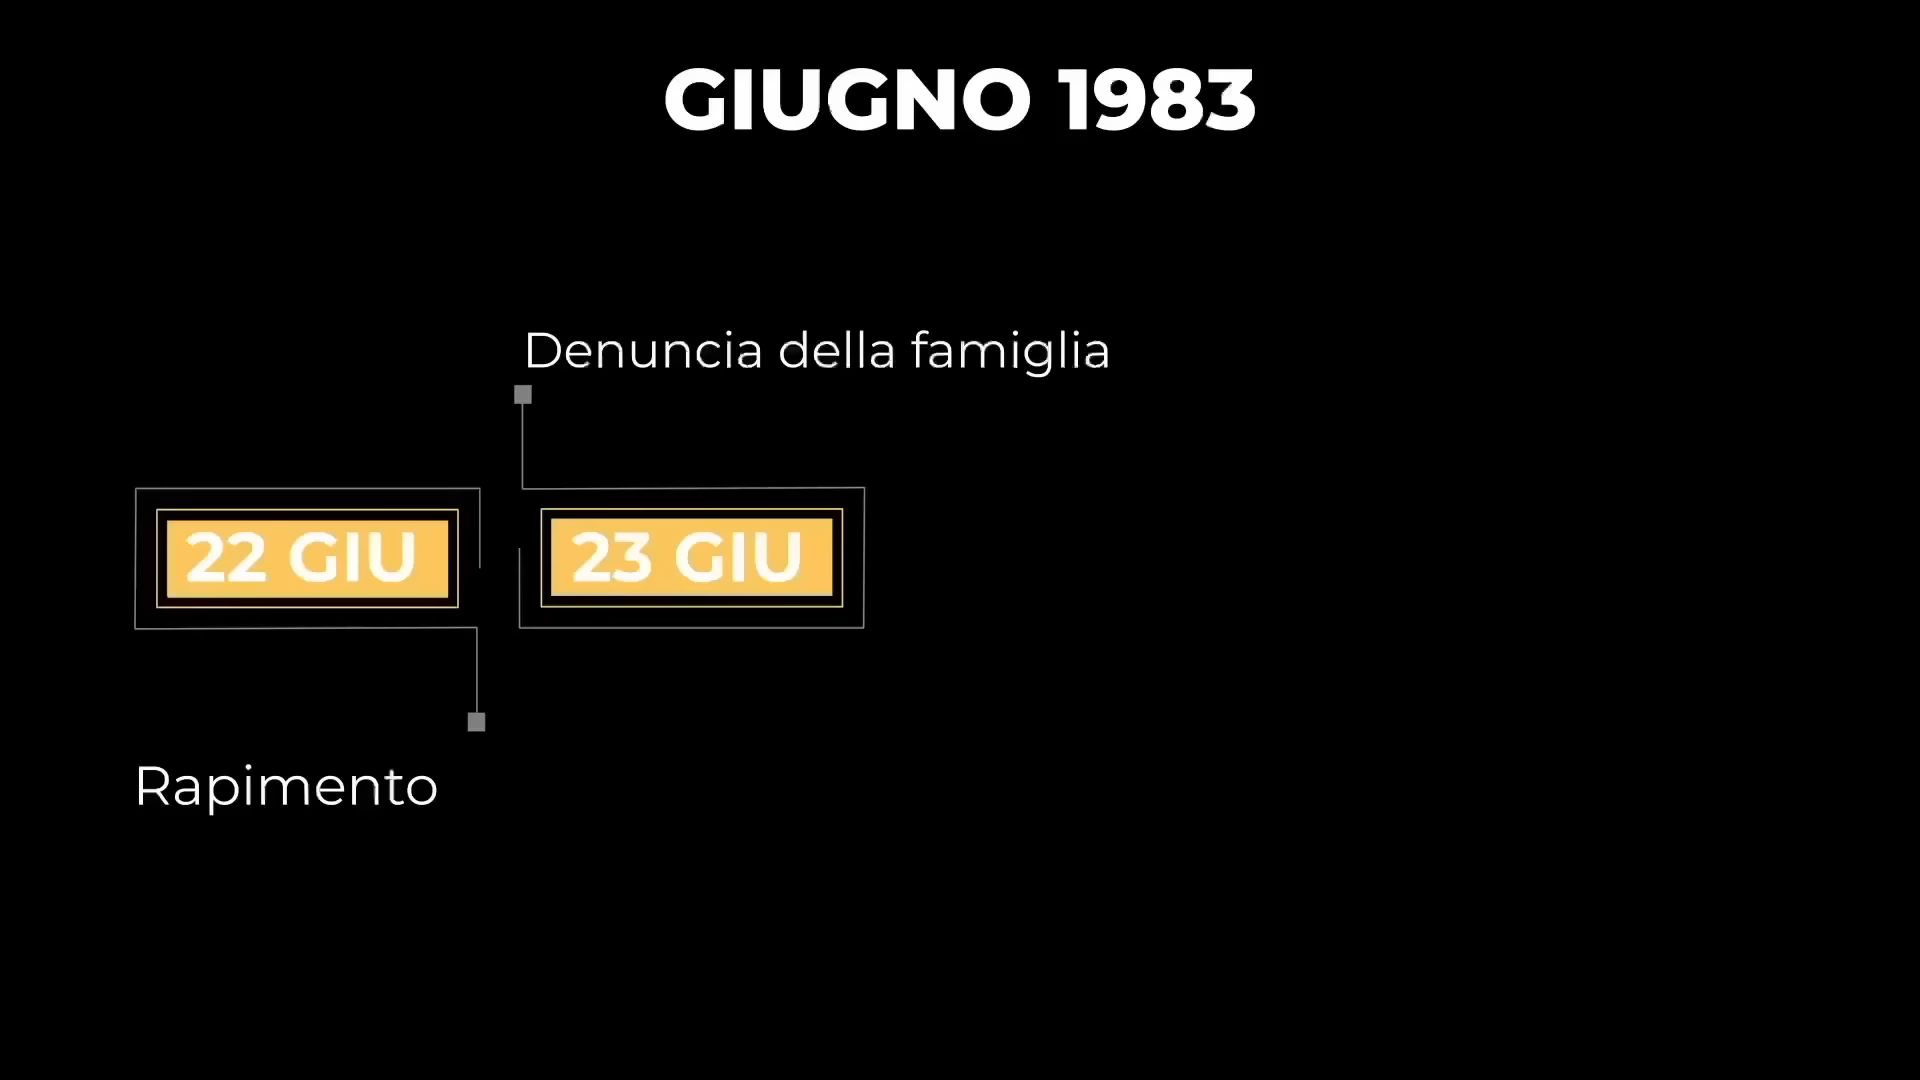 GIUGNO 1983
Denuncia della famiglia
22 GIU
23 GIU
Rapimento